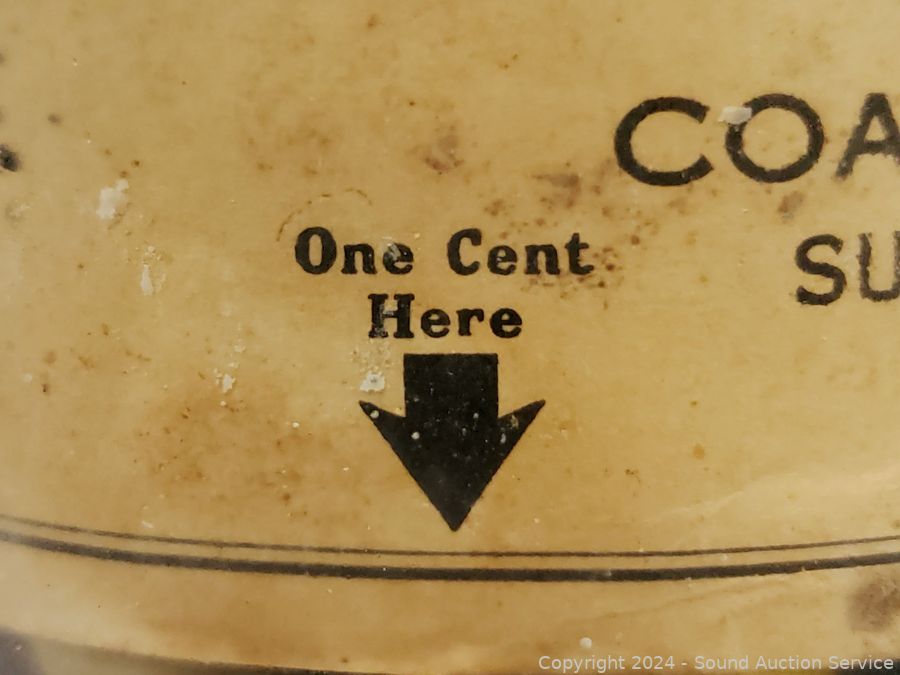 COA
SU
One Cent
Here
Copyright 2024 - Sound Auction Service